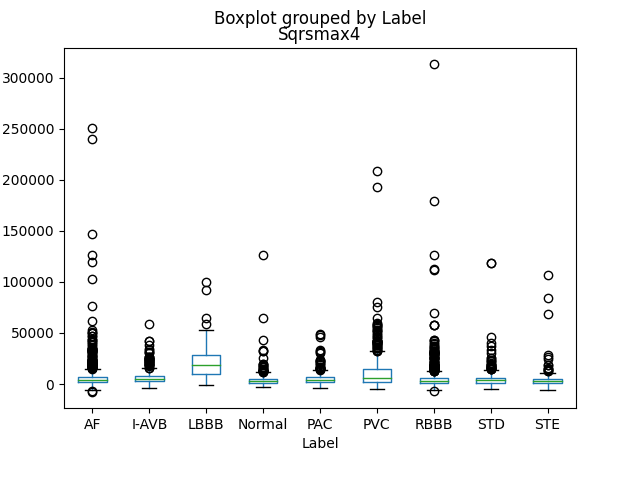 Boxplot grouped by Label
Sqrsmax4
300000
250000
200000
150000
100000
50000
0
AF I-AVB LBBB Normal PAC PVC RBBB STD STE
Label